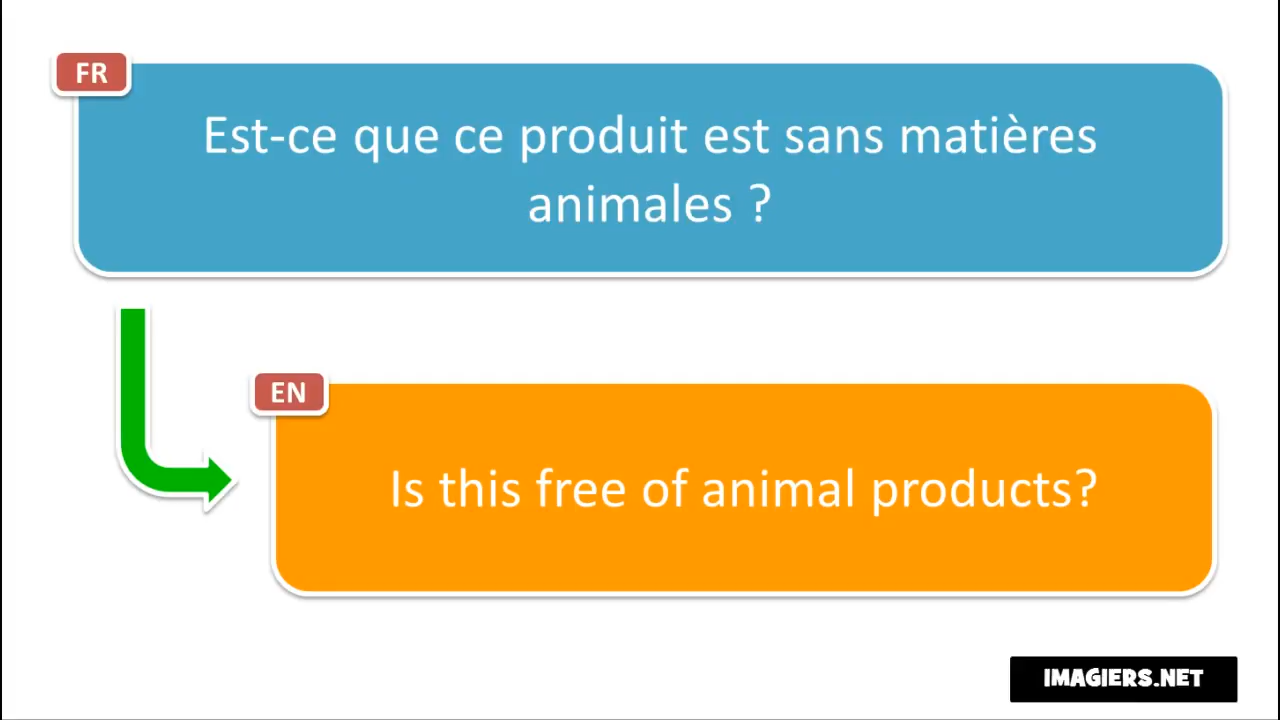 FR
Est-ce que ce produit est sans matières
animales ?
EN
Is this free of animal products?
IMAGIERS.NET